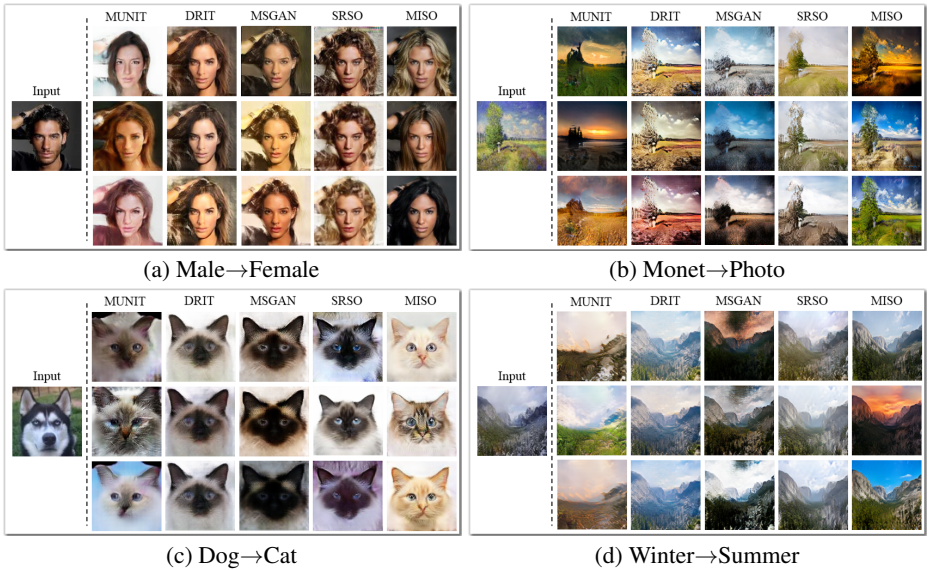 MUNIT DRIT MSGAN SRSO MISO
Input
(a) Male→Female
MUNIT DRIT MSGAN SRSO MISO
Input
(b) Monet→Photo
MUNIT DRIT MSGAN SRSO MISO
Input
(c) Dog→Cat
MUNIT DRIT MSGAN SRSO MISO
Input
(d) Winter→Summer